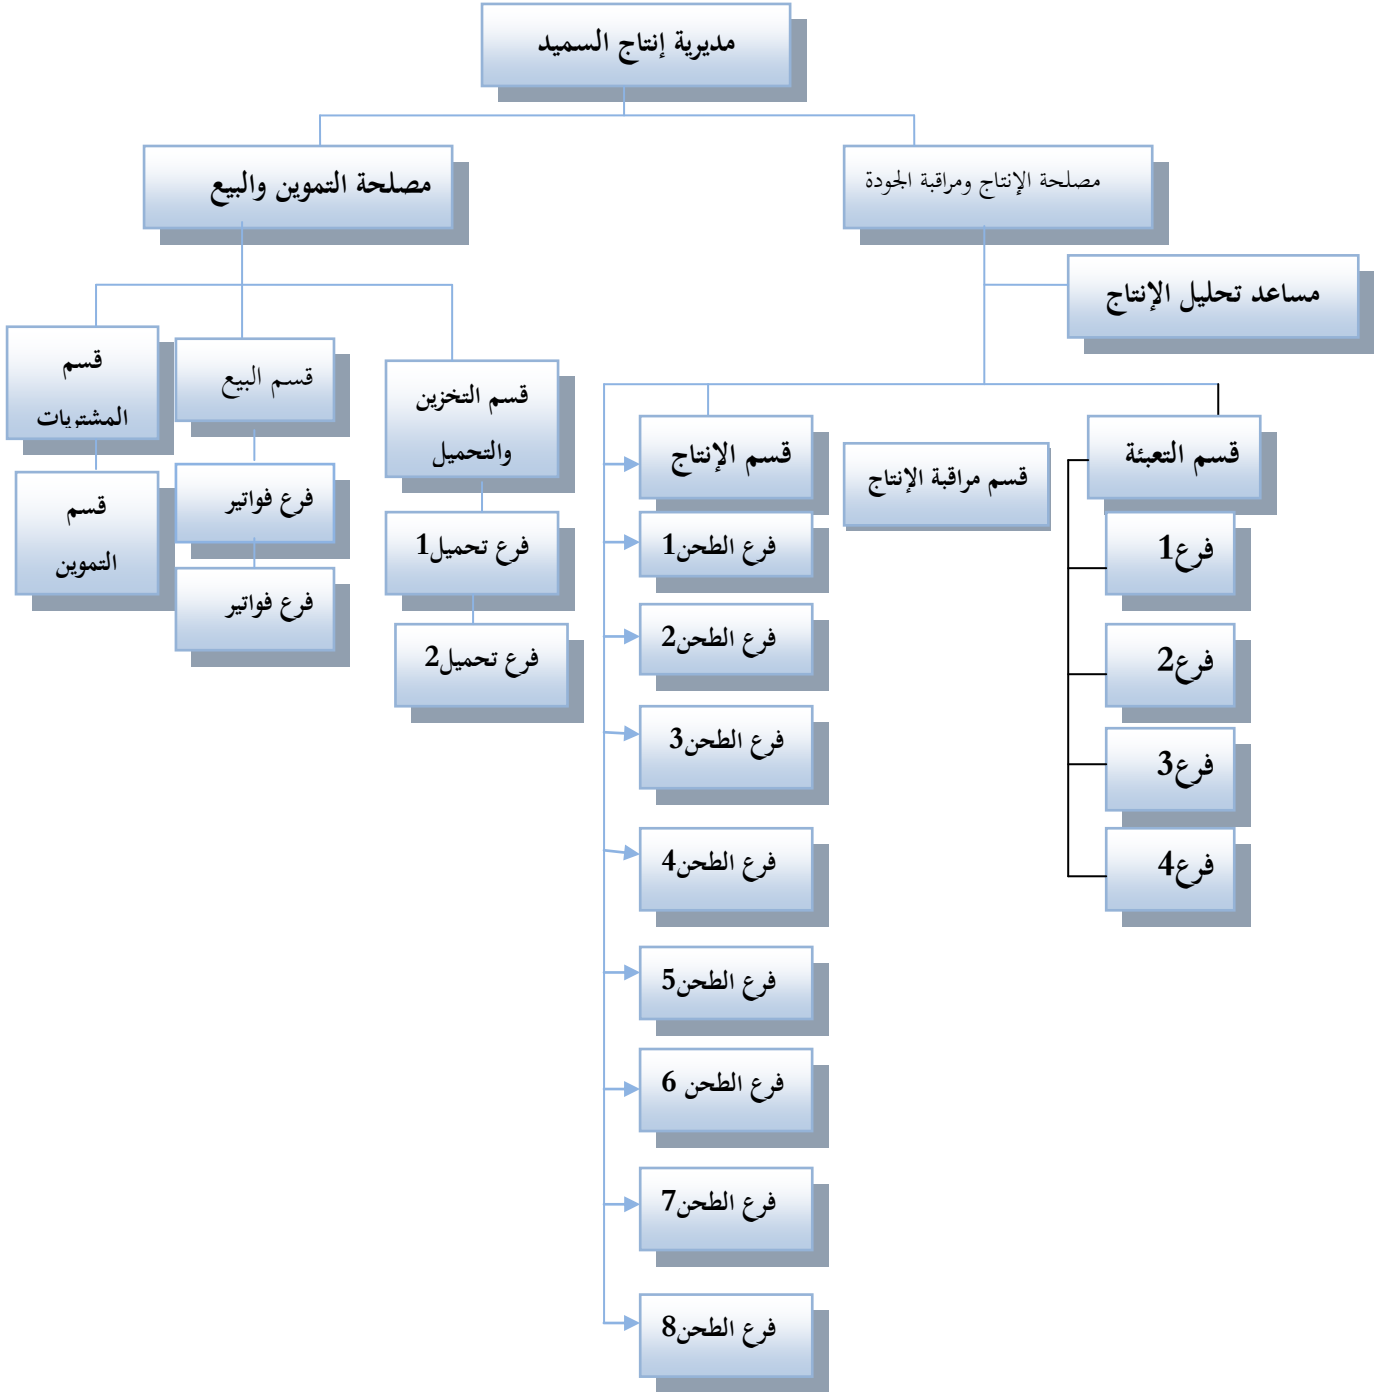 مديرية إنتاج السميد
مصلحة الإنتاج ومراقبة الجودة
مصلحة التموين والبيع
مساعد تحليل الإنتاج
قسم التعبئة
فرع1
فرع2
فرع3
فرع4
قسم مراقبة الإنتاج
قسم الإنتاج
فرع الطحن1
فرع الطحن2
فرع الطحن3
فرع الطحن4
فرع الطحن5
فرع الطحن 6
فرع الطحن7
فرع الطحن8
قسم التخزين
والتحميل
فرع تحميل1
فرع تحميل2
قسم البيع
فرع فواتير
فرع فواتير
قسم
المشتريات
قسم
التموين